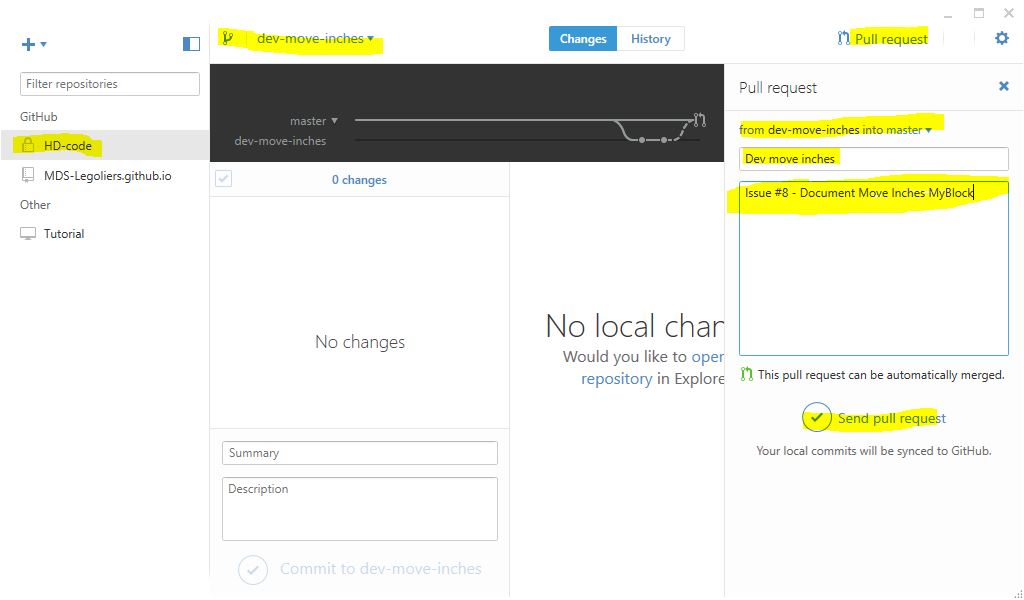 dev-move-inches
Changes
History
Pull request
Filter repositories
GitHub
HD-code
MDS-Legoliers.github.io
Other
Tutorial
master
dev-move-inches
0 changes
No changes
Summary
Description
Commit to dev-move-inches
No local chan
Would you like to open
repository in Explore
Pull request
from dev-move-inches into master
Dev move inches
Issue #8 - Document Move Inches MyBlock
This pull request can be automatically merged.
Send pull request
Your local commits will be synced to GitHub.